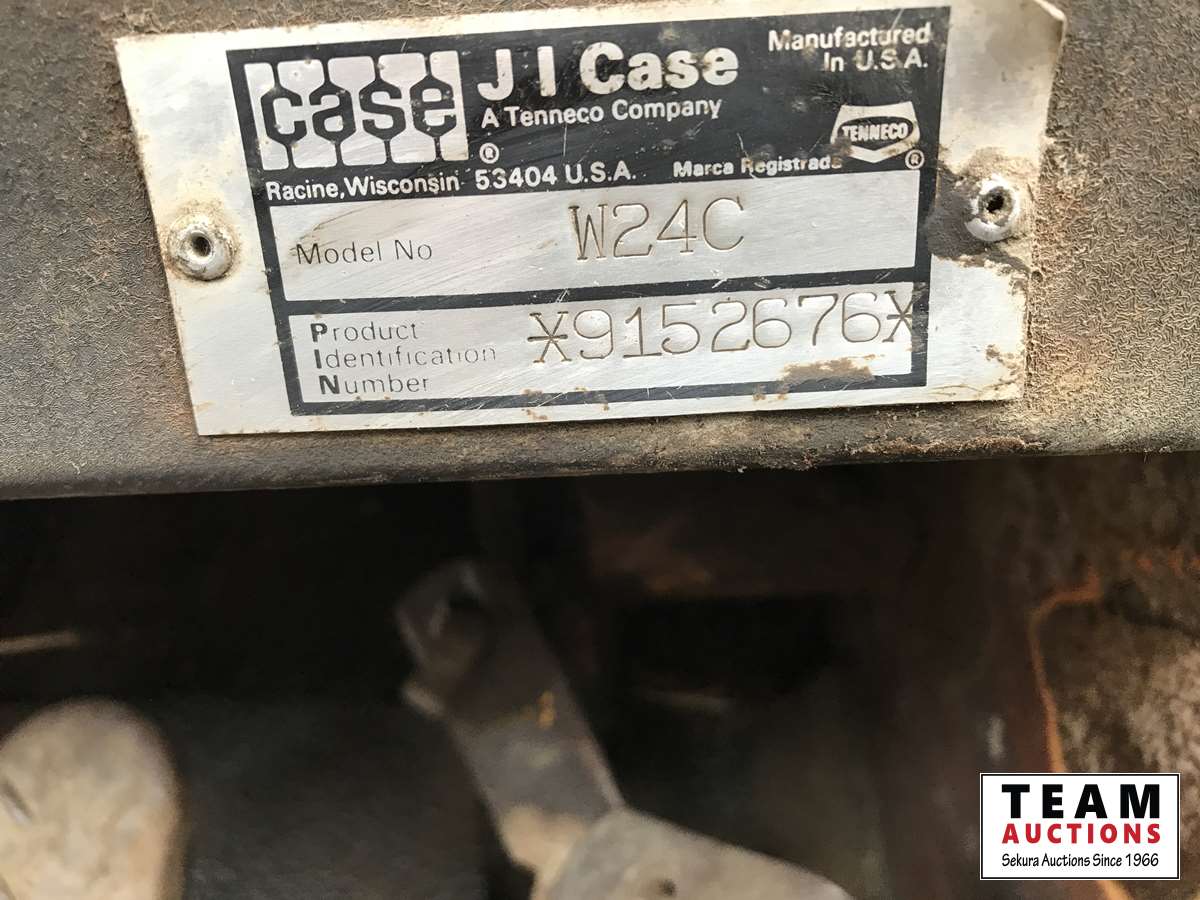 case
J I Case
A Tenneco Company
Manufactured
In U.S.A.
TENNECO
®
®
Racine, Wisconsin 53404 U.S.A. Marca Registrada
Model No W24C
Product
Identification
Number
*9152676*
TEAM
AUCTIONS
Sekura Auctions Since 1966